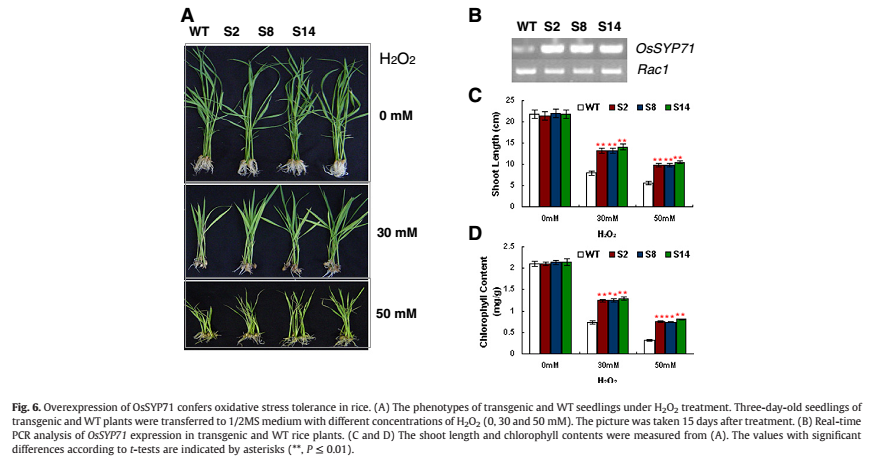 A
WT S2 S8 S14
H2O2
0 mM
30 mM
50 mM
B
WT S2 S8 S14
OsSYP71
Rac1
C
25
20
15
10
5
0
Shoot Length (cm)
WT S2 S8 S14
** ** **
** ** **
0mM 30mM 50mM
H₂O₂
D
2.5
2
1.5
1
0.5
0
Chlorophyll Content
(mg/g)
WT S2 S8 S14
** ** **
** ** **
0mM 30mM 50mM
H₂O₂
Fig. 6. Overexpression of OsSYP71 confers oxidative stress tolerance in rice. (A) The phenotypes of transgenic and WT seedlings under H₂O₂ treatment. Three-day-old seedlings of
transgenic and WT plants were transferred to 1/2MS medium with different concentrations of H₂O₂ (0, 30 and 50 mM). The picture was taken 15 days after treatment. (B) Real-time
PCR analysis of OsSYP71 expression in transgenic and WT rice plants. (C and D) The shoot length and chlorophyll contents were measured from (A). The values with significant
differences according to t-tests are indicated by asterisks (**, P ≤ 0.01).